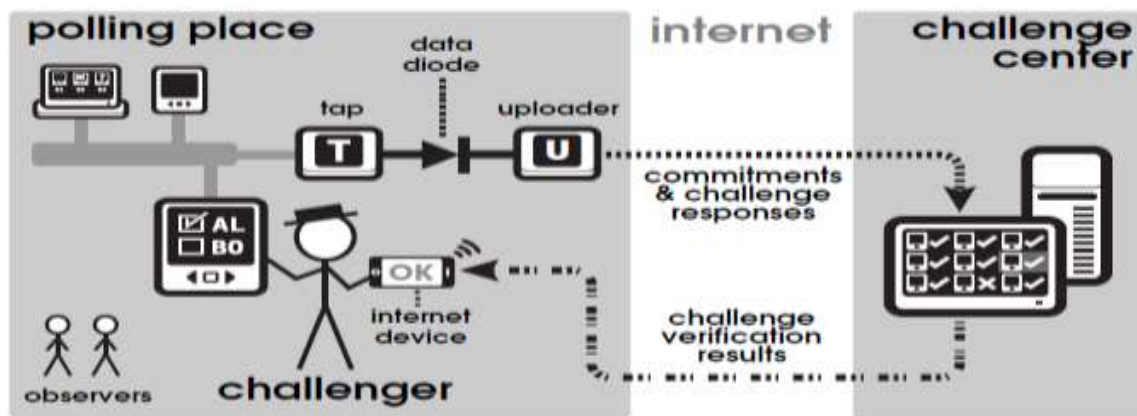 polling place
internet
challenge
center
data
diode
tap
uploader
T
U
commitments
& challenge
responses
AL
BO
OK
internet
device
challenge
verification
results
observers
challenger